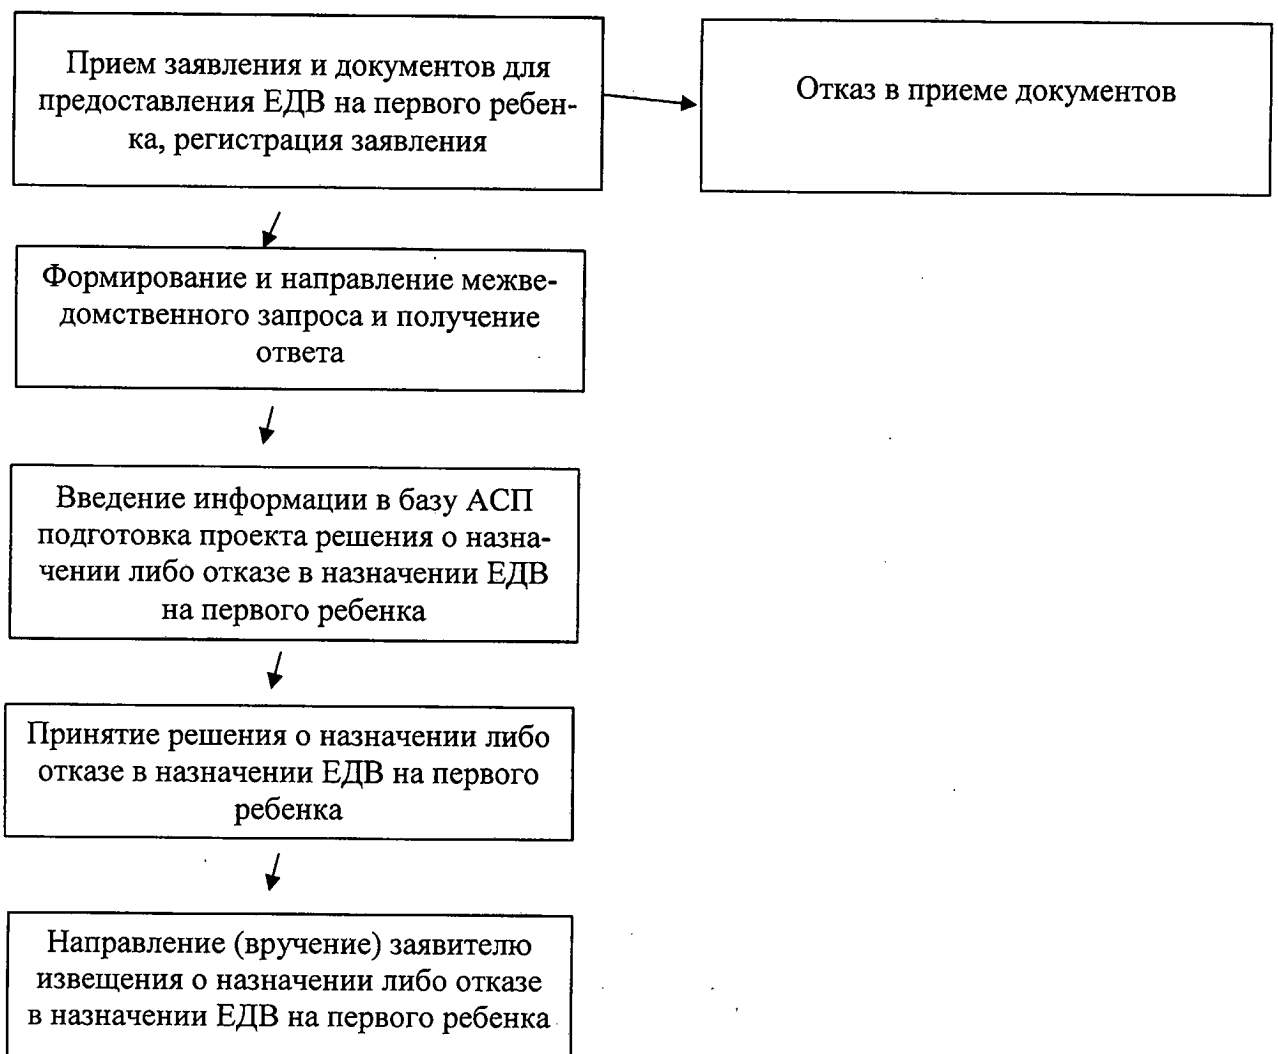 Прием заявления и документов для
предоставления ЕДВ на первого ребен-
ка, регистрация заявления
Отказ в приеме документов
Формирование и направление межве-
домственного запроса и получение
ответа
Введение информации в базу АСП
подготовка проекта решения о назна-
чении либо отказе в назначении ЕДВ
на первого ребенка
Принятие решения о назначении либо
отказе в назначении ЕДВ на первого
ребенка
Направление (вручение) заявителю
извещения о назначении либо отказе
в назначении ЕДВ на первого ребенка